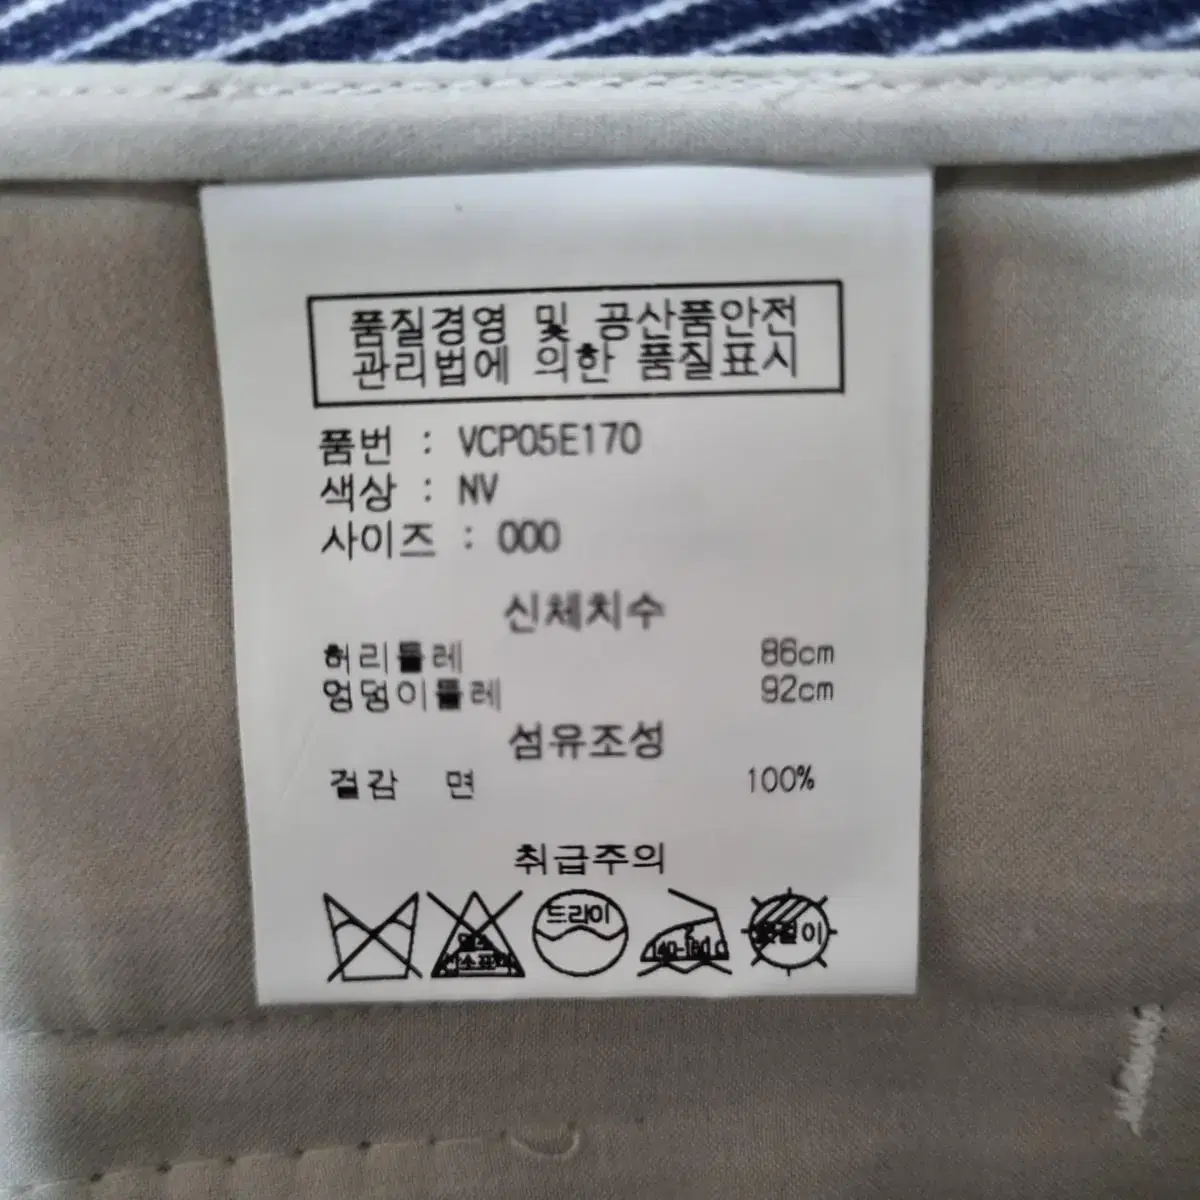 품질경영 및 공산품안전
관리법에 의한 품질표시
품번 : VCP05E170
색상 : NV
사이즈 : 000
신체치수
허리둘레 86cm
엉덩이둘레 92cm
섬유조성
겉감 면 100%
취급주의
드라이
140-160℃